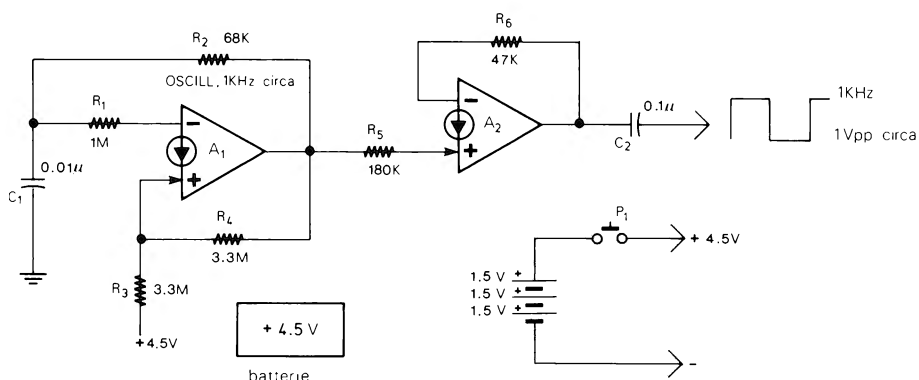 R2 68K
OSCILL. 1KHz circa
R1
1M
A1
0.01u
C1
R4
3.3M
R3
3.3M
+4.5V
R5
180K
R6
47K
A2
0.1u
C2
1KHz
1Vpp circa
P1
+ 4.5V
1.5 V +
1.5 V +
1.5 V +
-
+ 4.5 V
batterie